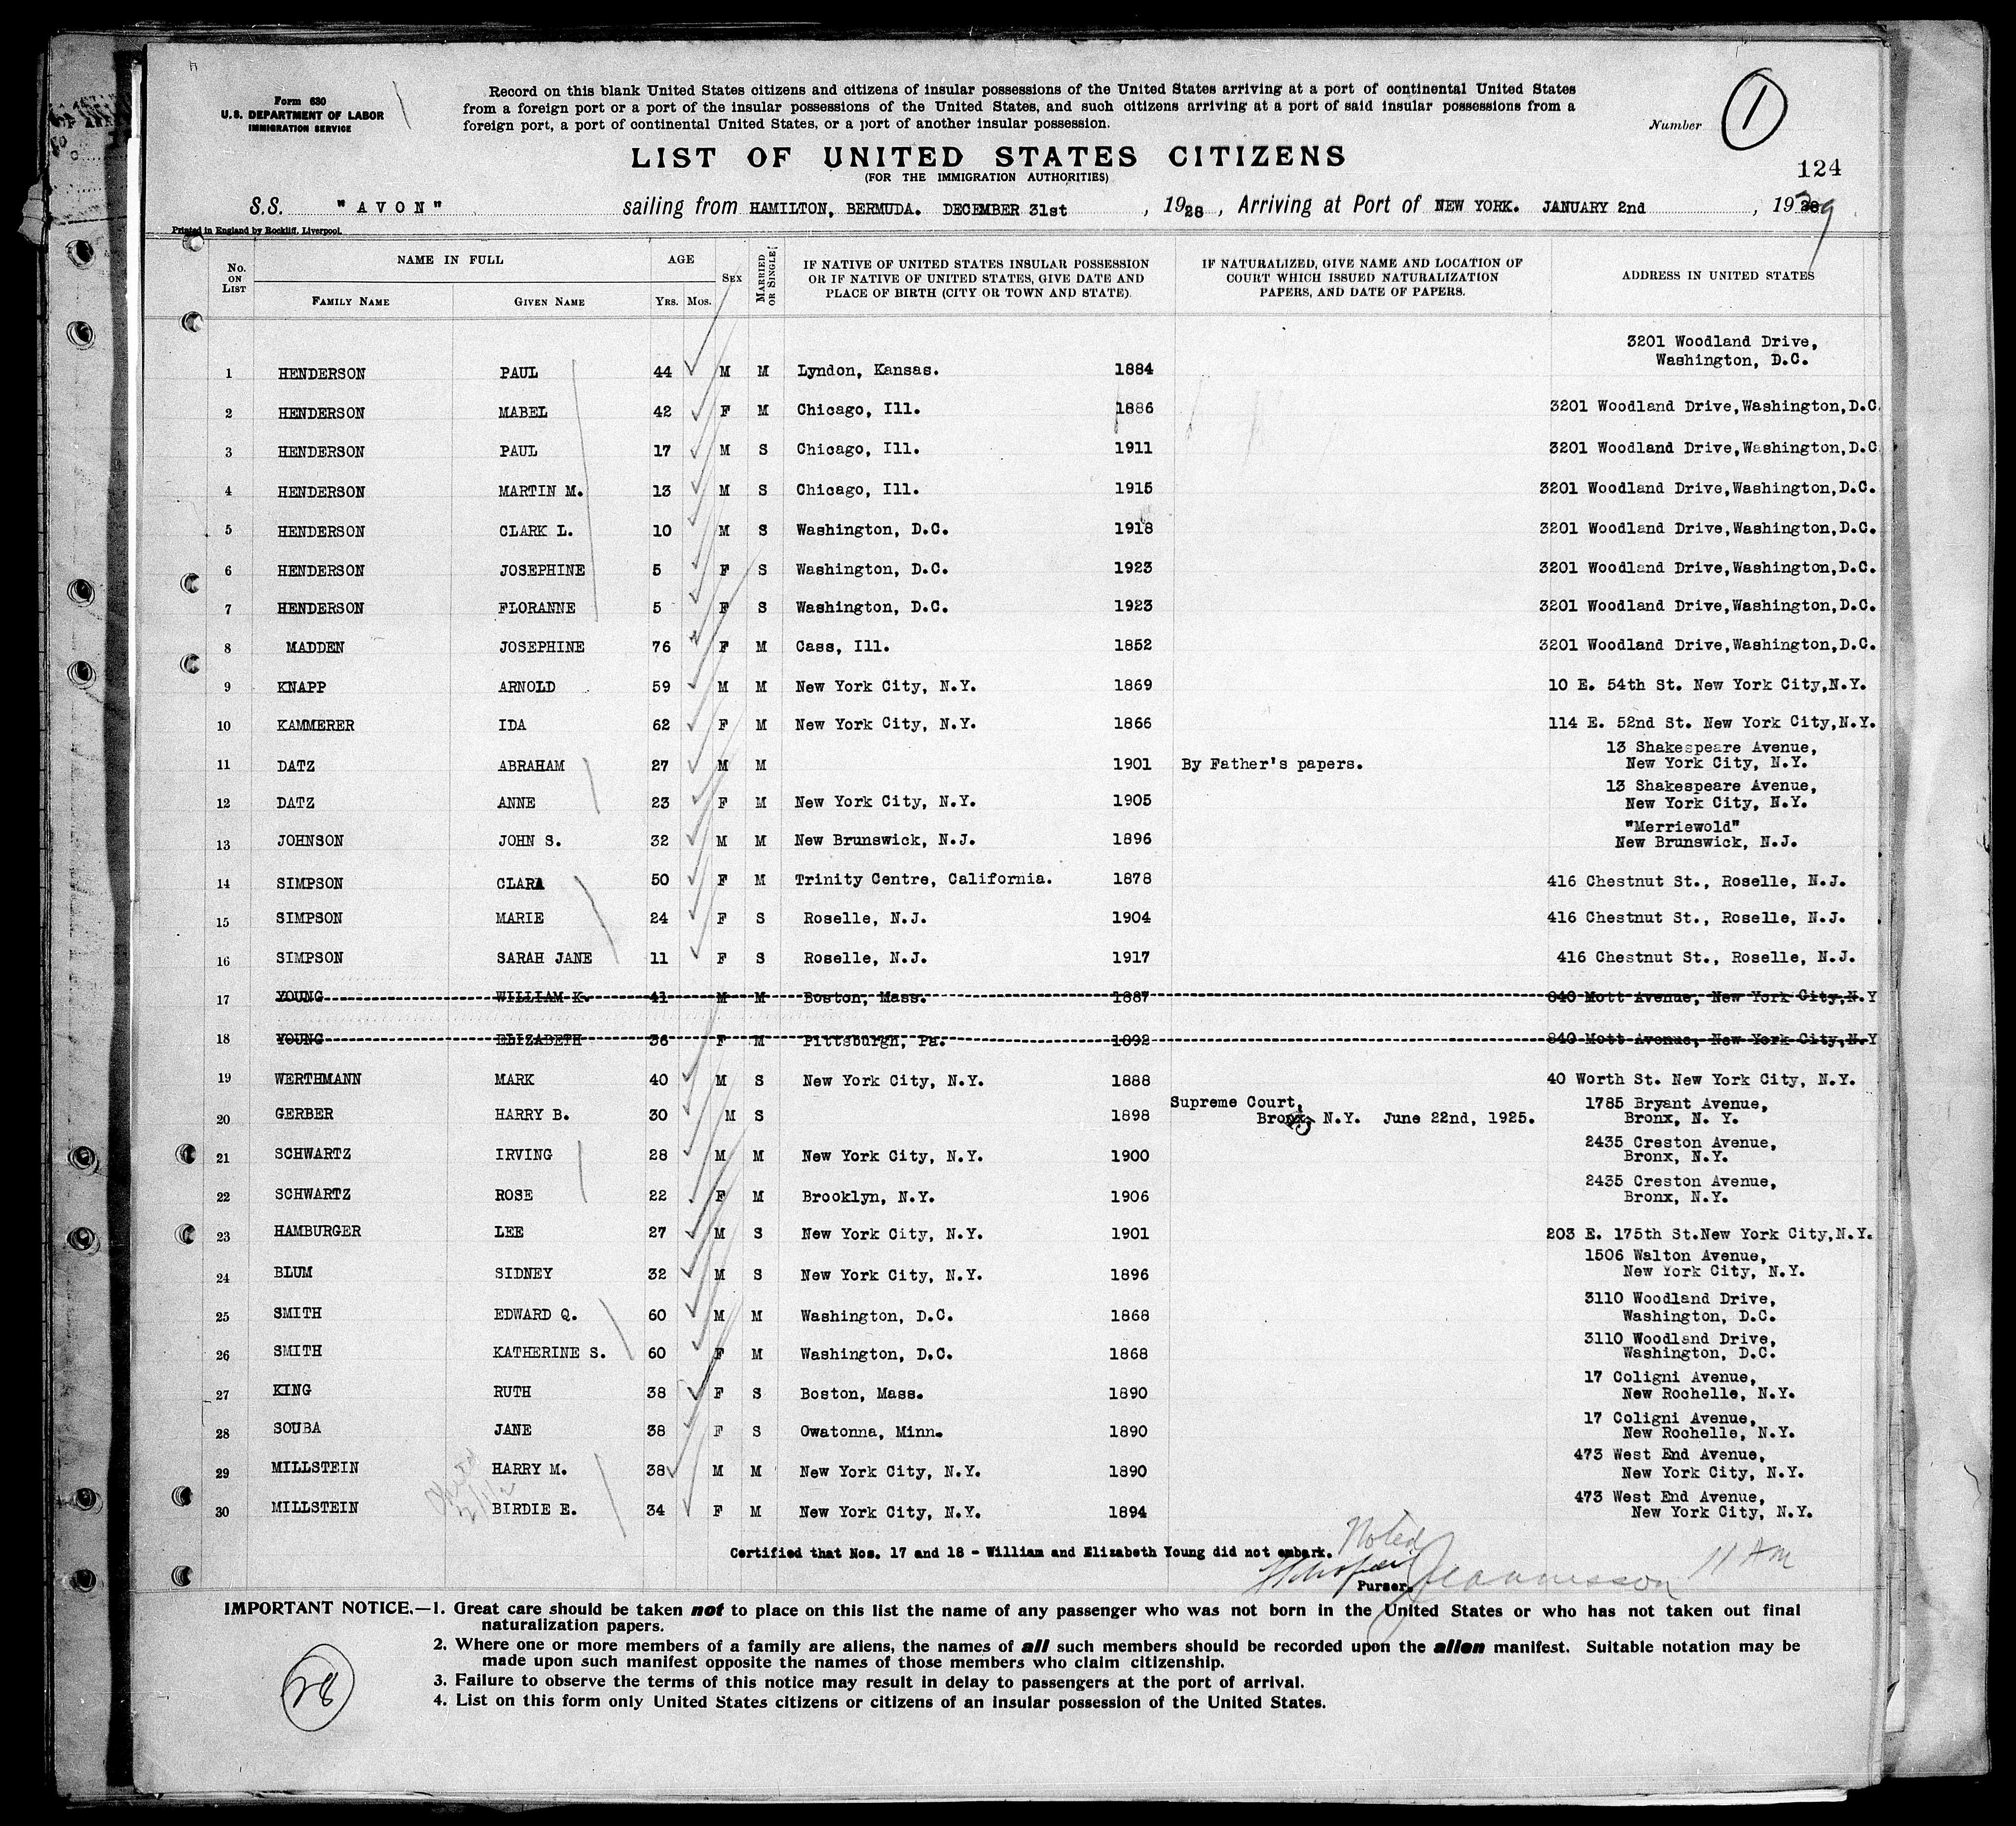 Form 630
U.S. DEPARTMENT OF LABOR
IMMIGRATION SERVICE
Record on this blank United States citizens and citizens of insular possessions of the United States arriving at a port of continental United States
from a foreign port or a port of the insular possessions of the United States, and such citizens arriving at a port of said insular possessions from a
foreign port, a port of continental United States, or a port of another insular possession.
Number 1
LIST OF UNITED STATES CITIZENS
(FOR THE IMMIGRATION AUTHORITIES)
124
S.S. "AVON" sailing from HAMILTON, BERMUDA. DECEMBER 31st, 1928, Arriving at Port of NEW YORK. JANUARY 2nd, 1929
Printed in England by Rockliff, Liverpool.
No. ON LIST NAME IN FULL FAMILY NAME GIVEN NAME AGE YRS. MOS. SEX MARRIED OR SINGLE IF NATIVE OF UNITED STATES INSULAR POSSESSION OR IF NATIVE OF UNITED STATES, GIVE DATE AND PLACE OF BIRTH (CITY OR TOWN AND STATE) IF NATURALIZED, GIVE NAME AND LOCATION OF COURT WHICH ISSUED NATURALIZATION PAPERS, AND DATE OF PAPERS. ADDRESS IN UNITED STATES
1 HENDERSON PAUL 44 M M Lyndon, Kansas. 1884 3201 Woodland Drive, Washington, D.C.
2 HENDERSON MABEL 42 F M Chicago, Ill. 1886 3201 Woodland Drive,Washington,D.C.
3 HENDERSON PAUL 17 M S Chicago, Ill. 1911 3201 Woodland Drive,Washington,D.C
4 HENDERSON MARTIN M. 13 M S Chicago, Ill. 1915 3201 Woodland Drive,Washington,D.C.
5 HENDERSON CLARK L. 10 M S Washington, D.C. 1918 3201 Woodland Drive,Washington,D.C.
6 HENDERSON JOSEPHINE 5 F S Washington, D.C. 1923 3201 Woodland Drive,Washington,D.C.
7 HENDERSON FLORANNE 5 F S Washington, D.C. 1923 3201 Woodland Drive,Washington,D.C.
8 MADDEN JOSEPHINE 76 F M Cass, Ill. 1852 3201 Woodland Drive,Washington,D.C.
9 KNAPP ARNOLD 59 M M New York City, N.Y. 1869 10 E. 54th St. New York City,N.Y.
10 KAMMERER IDA 62 F M New York City, N.Y. 1866 114 E. 52nd St. New York City,N.Y.
11 DATZ ABRAHAM 27 M M 1901 By Father's papers. 13 Shakespeare Avenue, New York City, N.Y.
12 DATZ ANNE 23 F M New York City, N.Y. 1905 13 Shakespeare Avenue, New York City, N.Y.
13 JOHNSON JOHN S. 32 M M New Brunswick, N.J. 1896 "Merriewold" New Brunswick, N.J.
14 SIMPSON CLARA 50 F M Trinity Centre, California. 1878 416 Chestnut St., Roselle, N.J.
15 SIMPSON MARIE 24 F S Roselle, N.J. 1904 416 Chestnut St., Roselle, N.J.
16 SIMPSON SARAH JANE 11 F S Roselle, N.J. 1917 416 Chestnut St., Roselle, N.J.
17 YOUNG WILLIAM K. 41 M M Boston, Mass. 1887 840 Mott Avenue, New York City,N.Y
18 YOUNG ELIZABETH 36 F M Pittsburgh, Pa. 1892 840 Mott Avenue, New York City,N.Y
19 WERTHMANN MARK 40 M S New York City, N.Y. 1888 40 Worth St. New York City, N.Y.
20 GERBER HARRY B. 30 M S 1898 Supreme Court, Bronx, N.Y. June 22nd, 1925. 1785 Bryant Avenue, Bronx, N. Y.
21 SCHWARTZ IRVING 28 M M New York City, N.Y. 1900 2435 Creston Avenue, Bronx, N.Y.
22 SCHWARTZ ROSE 22 F M Brooklyn, N.Y. 1906 2435 Creston Avenue, Bronx, N.Y.
23 HAMBURGER LEE 27 M S New York City, N.Y. 1901 203 E. 175th St.New York City,N.Y.
24 BLUM SIDNEY 32 M S New York City, N.Y. 1896 1506 Walton Avenue, New York City, N.Y.
25 SMITH EDWARD Q. 60 M M Washington, D.C. 1868 3110 Woodland Drive, Washington, D.C.
26 SMITH KATHERINE S. 60 F M Washington, D.C. 1868 3110 Woodland Drive, Washington, D.C.
27 KING RUTH 38 F S Boston, Mass. 1890 17 Coligni Avenue, New Rochelle, N.Y.
28 SOUBA JANE 38 F S Owatonna, Minn. 1890 17 Coligni Avenue, New Rochelle, N.Y.
29 MILLSTEIN HARRY M. 38 M M New York City, N.Y. 1890 473 West End Avenue, New York City, N.Y.
30 MILLSTEIN BIRDIE E. 34 F M New York City, N.Y. 1894 473 West End Avenue, New York City, N.Y.
Certified that Nos. 17 and 18 - William and Elizabeth Young did not embark. Noted
Purser. 11 AM
IMPORTANT NOTICE.—1. Great care should be taken not to place on this list the name of any passenger who was not born in the United States or who has not taken out final
naturalization papers.
2. Where one or more members of a family are aliens, the names of all such members should be recorded upon the alien manifest. Suitable notation may be
made upon such manifest opposite the names of those members who claim citizenship.
3. Failure to observe the terms of this notice may result in delay to passengers at the port of arrival.
4. List on this form only United States citizens or citizens of an insular possession of the United States.
28